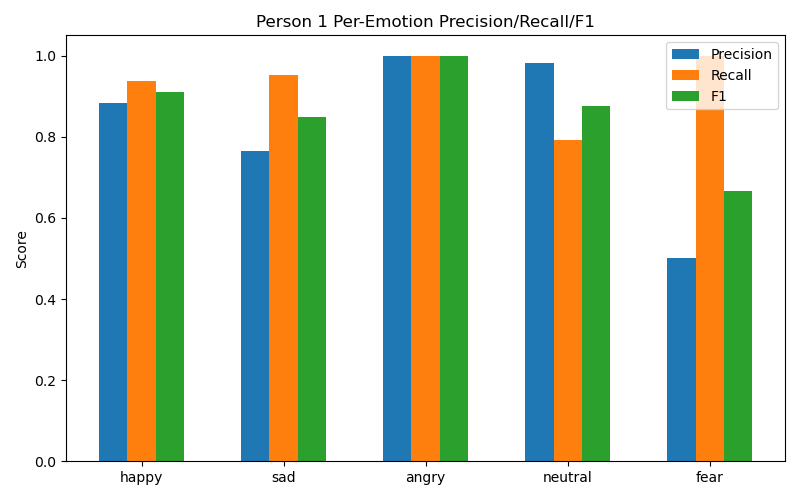 Person 1 Per-Emotion Precision/Recall/F1
Precision
Recall
F1
Score
1.0
0.8
0.6
0.4
0.2
0.0
happy sad angry neutral fear